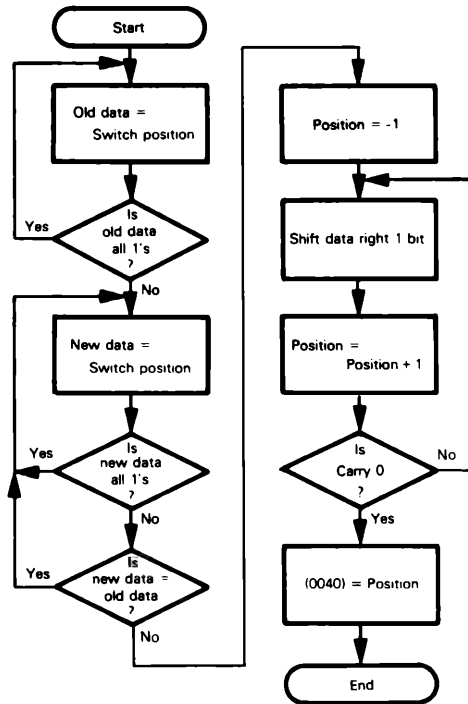 Start
Old data =
Switch position
Is
old data
all 1's
?
Yes
No
New data =
Switch position
Is
new data
all 1's
?
Yes
No
Is
new data =
old data
?
Yes
No
Position = -1
Shift data right 1 bit
Position =
Position + 1
Is
Carry 0
?
No
Yes
(0040) = Position
End